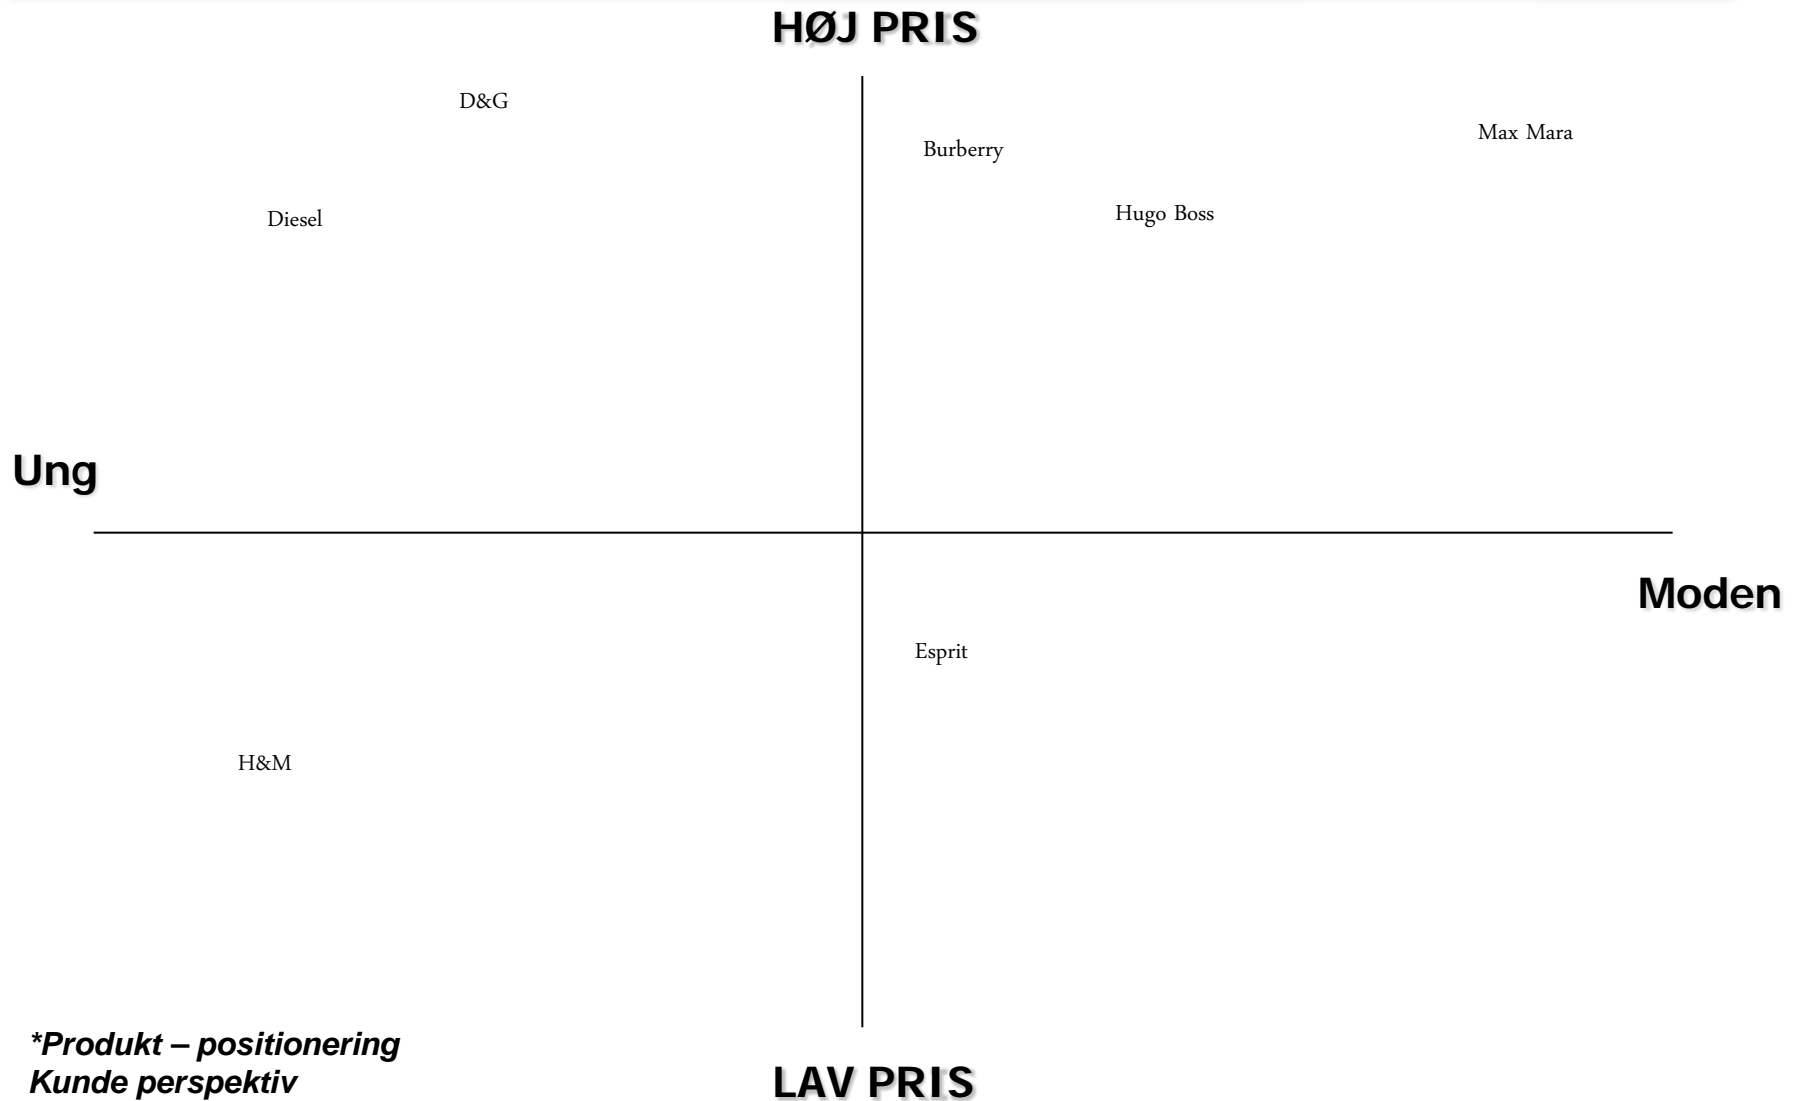 HØJ PRIS
D&G
Max Mara
Burberry
Hugo Boss
Diesel
Ung
Moden
Esprit
H&M
*Produkt – positionering
Kunde perspektiv
LAV PRIS